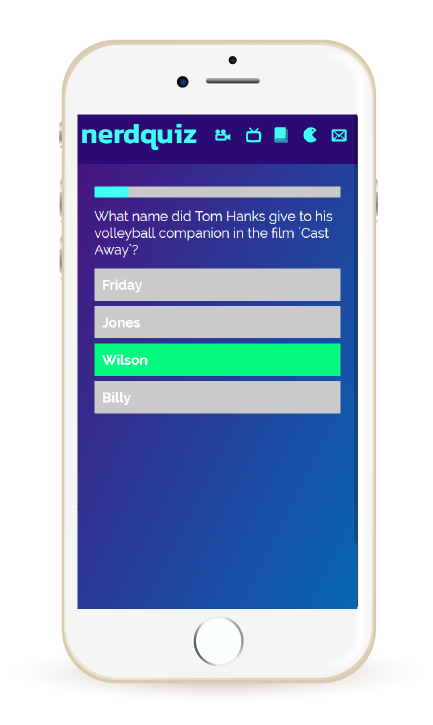 nerdquiz
What name did Tom Hanks give to his
volleyball companion in the film `Cast
Away`?
Friday
Jones
Wilson
Billy